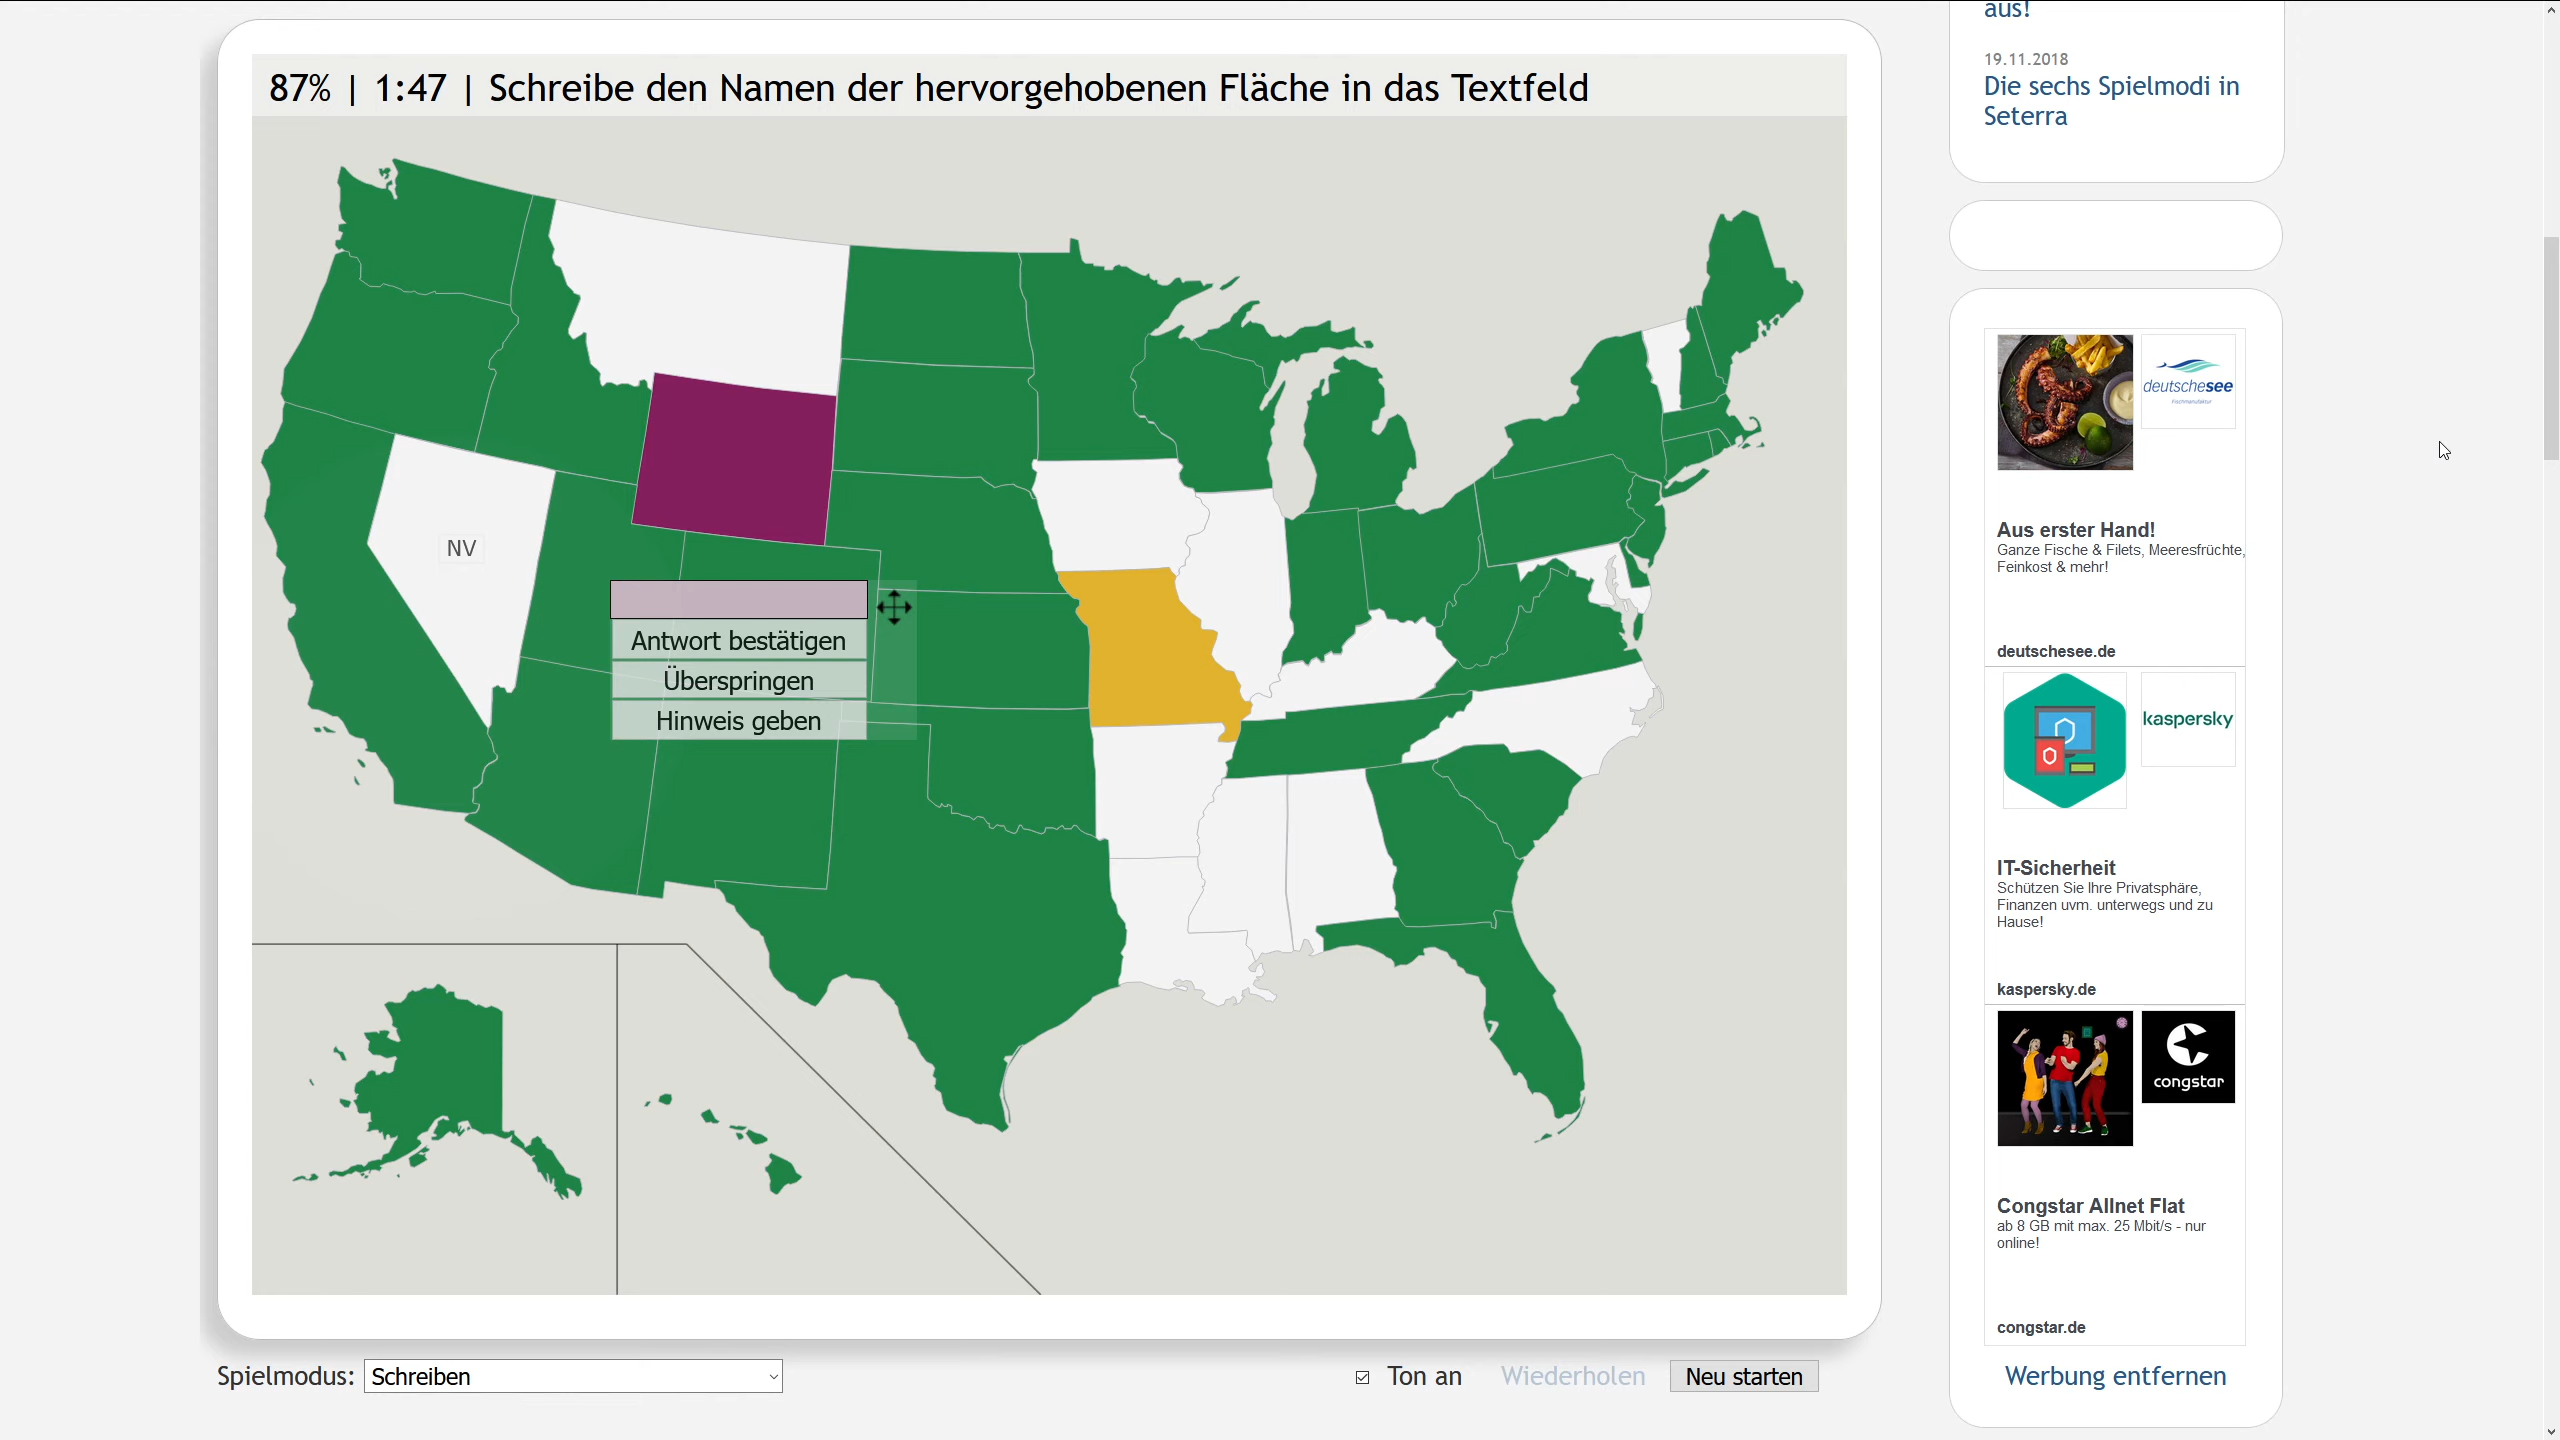 87% | 1:47 | Schreibe den Namen der hervorgehobenen Fläche in das Textfeld
NV
Antwort bestätigen
Überspringen
Hinweis geben
Spielmodus: Schreiben
Ton an Wiederholen Neu starten
aus!
19.11.2018
Die sechs Spielmodi in
Seterra
deutschesee
Fischmanufaktur
Aus erster Hand!
Ganze Fische & Filets, Meeresfrüchte,
Feinkost & mehr!
deutschesee.de
kaspersky
IT-Sicherheit
Schützen Sie Ihre Privatsphäre,
Finanzen uvm. unterwegs und zu
Hause!
kaspersky.de
congstar
Congstar Allnet Flat
ab 8 GB mit max. 25 Mbit/s - nur
online!
congstar.de
Werbung entfernen